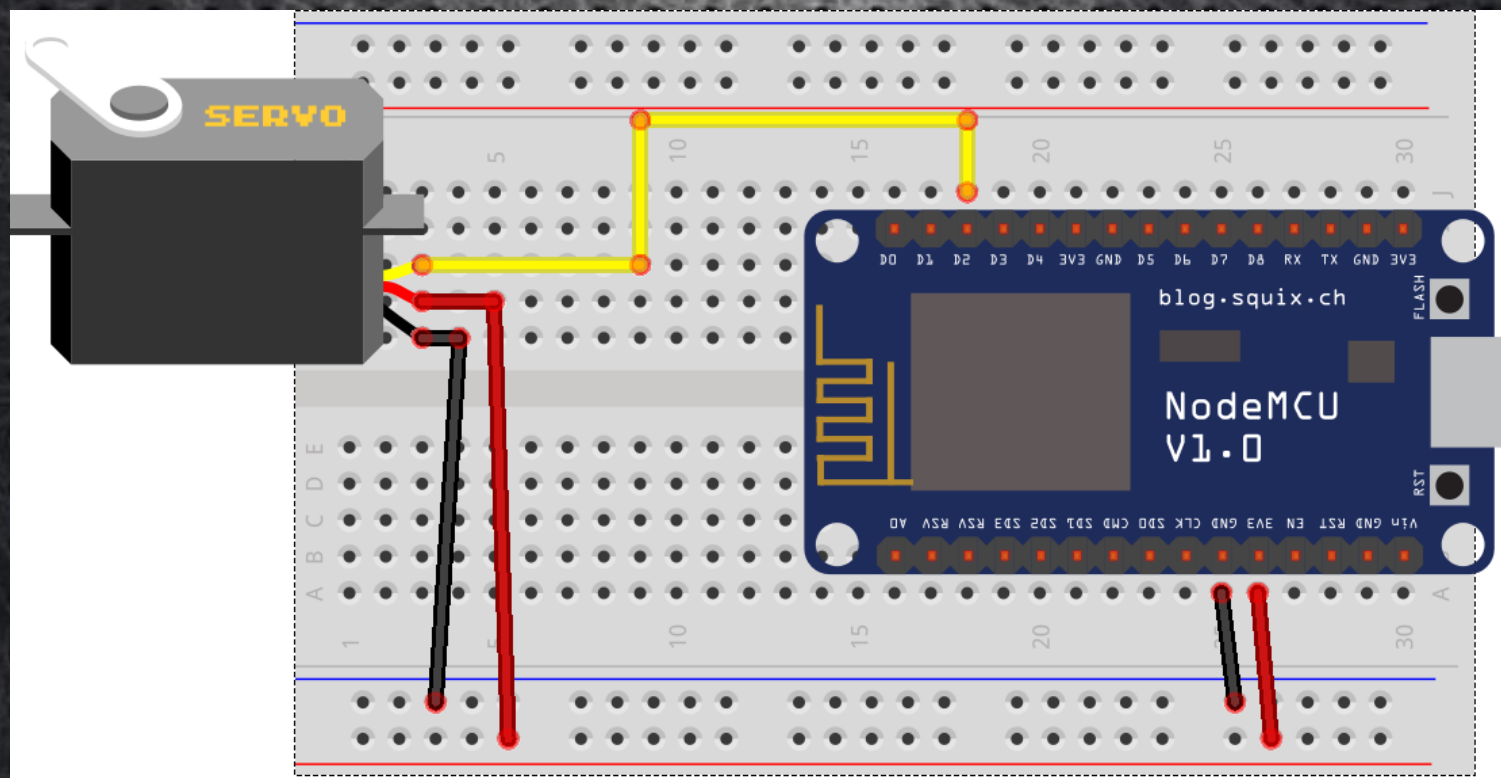 SERVO
5 10 15 20 25 30
J
D0 D1 D2 D3 D4 3V3 GND D5 D6 D7 D8 RX TX GND 3V3
blog.squix.ch
FLASH
NodeMCU
V1.0
RST
E
D
C
B
A
A0 RSV RSV SD3 SD2 SD1 CMD SD0 CLK GND 3V3 EN RST GND Vin
A
1 10 15 20 30